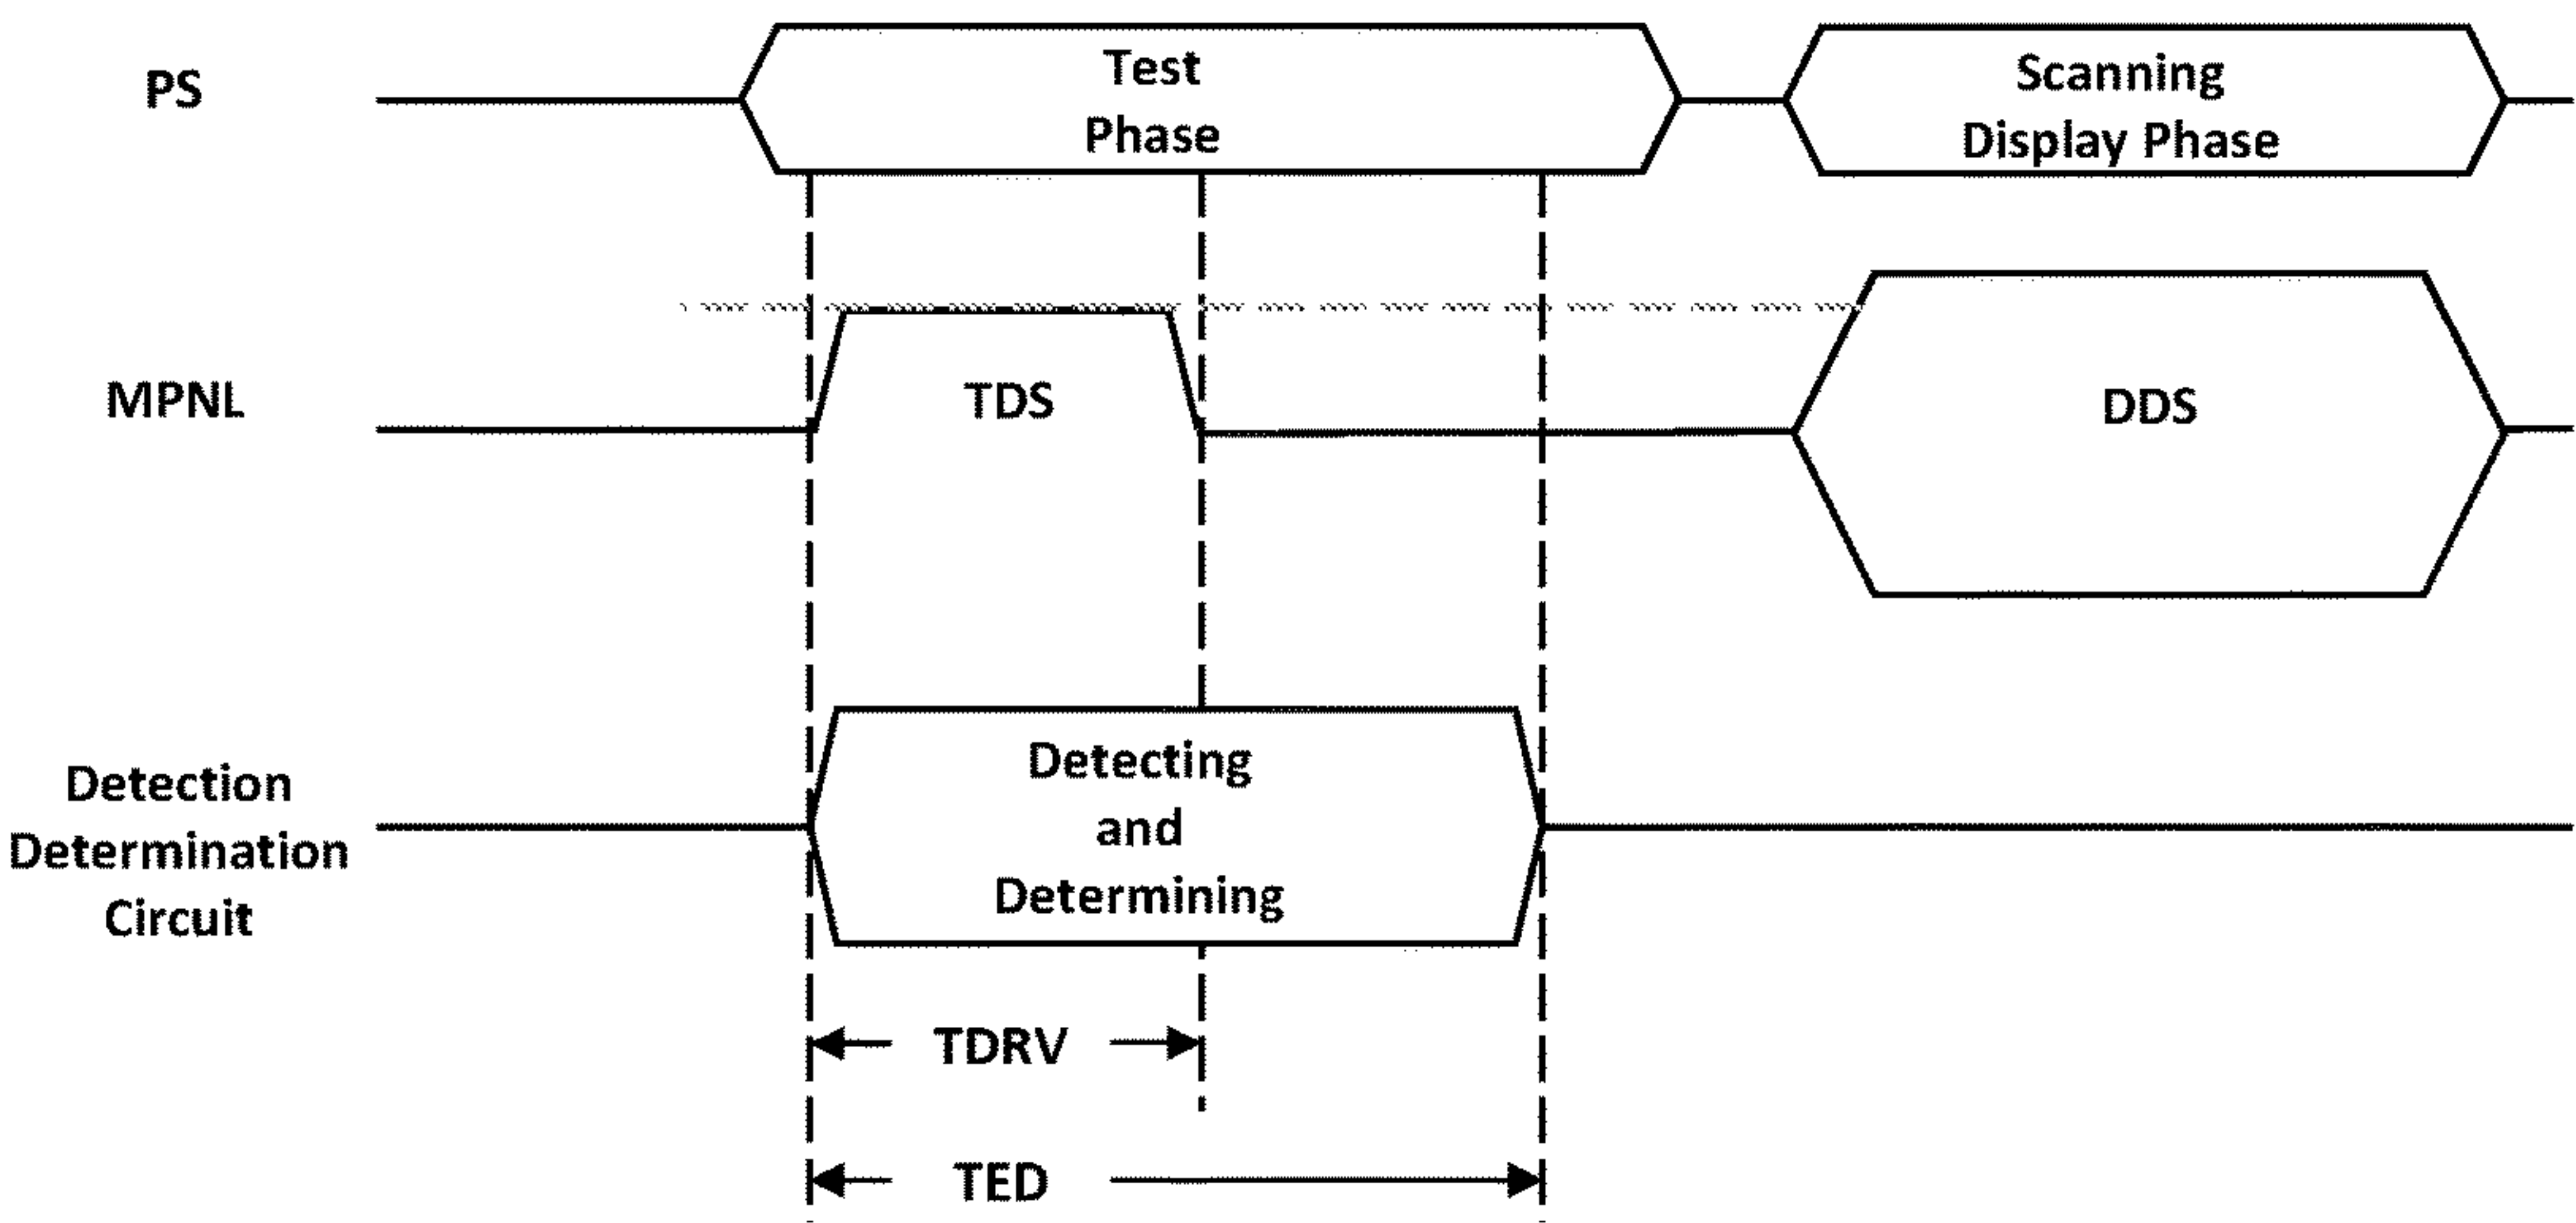 PS
Test
Phase
Scanning
Display Phase
MPNL
TDS
DDS
Detection
Determination
Circuit
Detecting
and
Determining
TDRV
TED